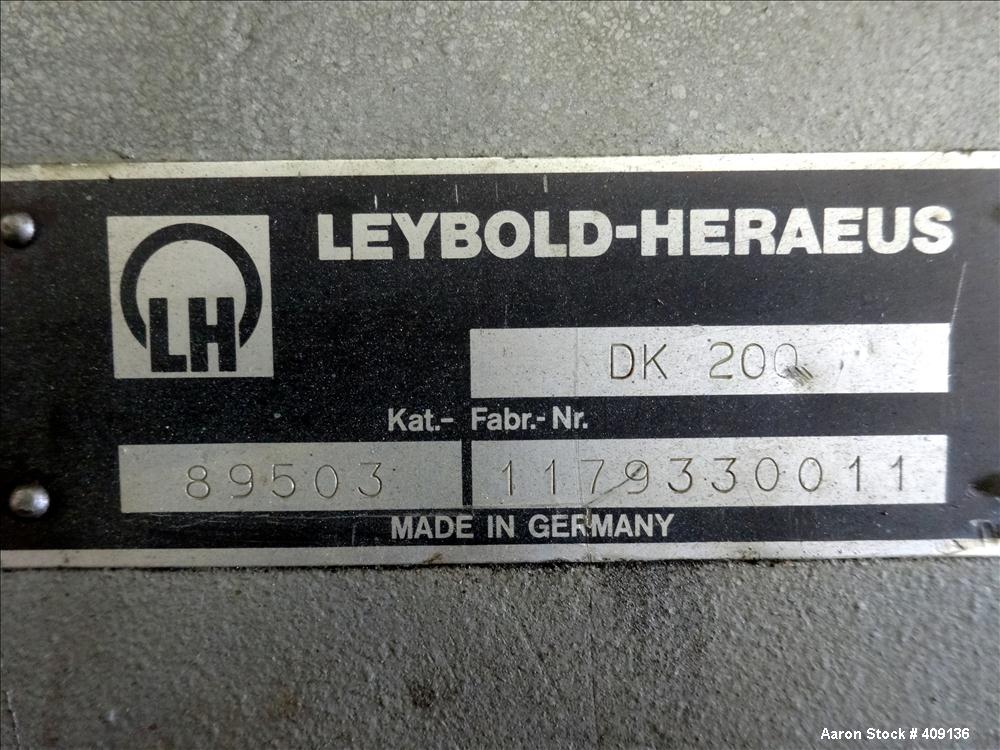 LEYBOLD-HERAEUS
LH
DK 200
Kat.- Fabr.-Nr.
89503 1179330011
MADE IN GERMANY
Aaron Stock # 409136